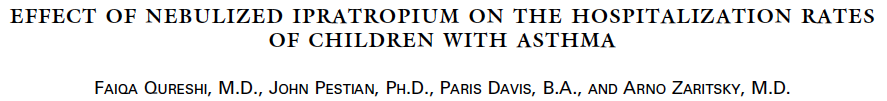 EFFECT OF NEBULIZED IPRATROPIUM ON THE HOSPITALIZATION RATES
OF CHILDREN WITH ASTHMA
FAIQA QURESHI, M.D., JOHN PESTIAN, PH.D., PARIS DAVIS, B.A., AND ARNO ZARITSKY, M.D.